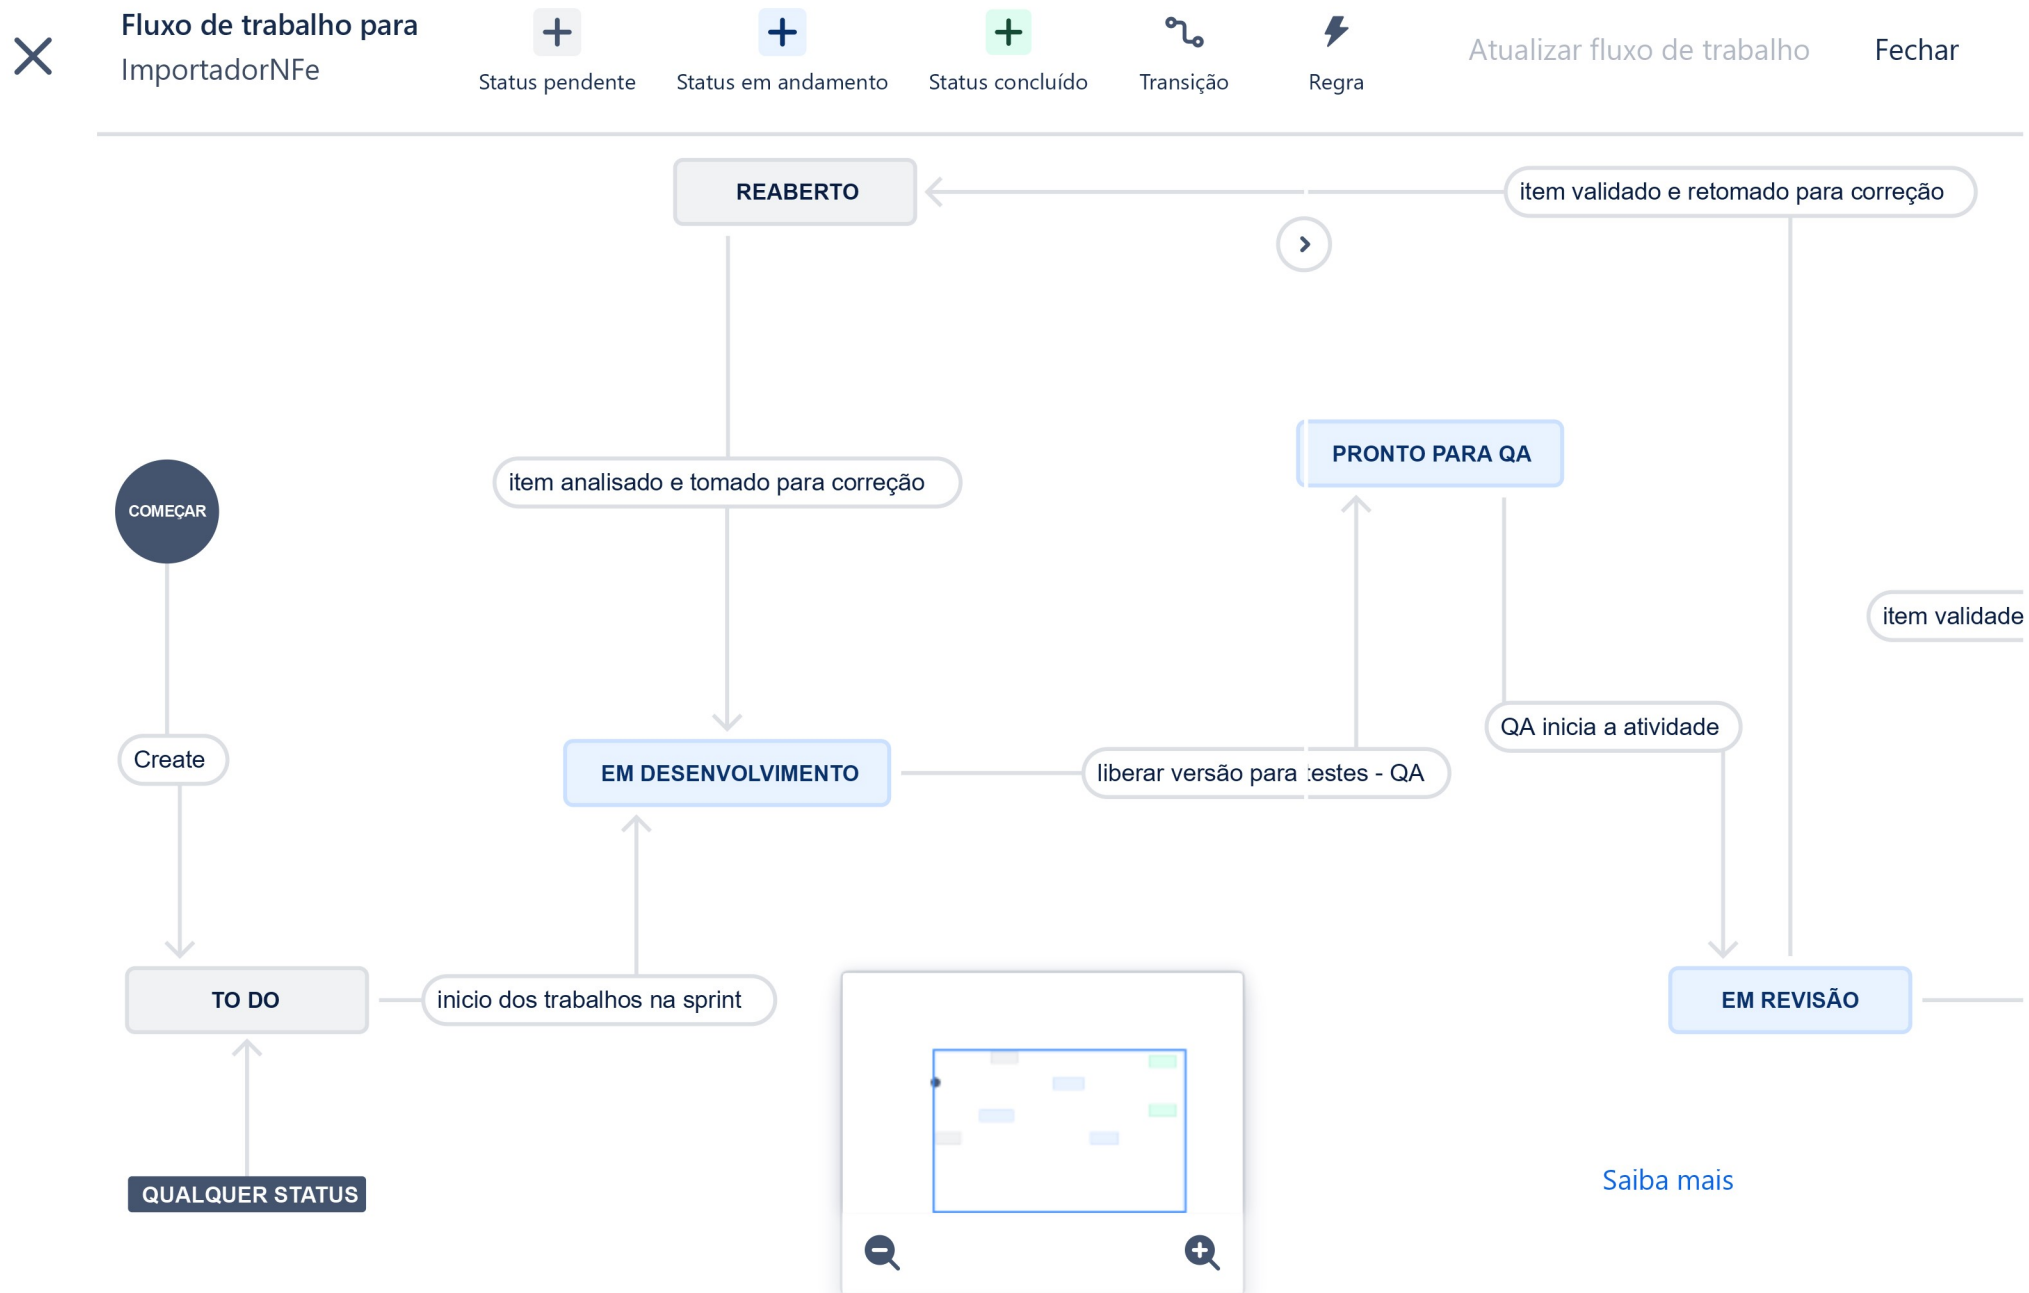 Fluxo de trabalho para
ImportadorNFe
Status pendente
Status em andamento
Status concluído
Transição
Regra
Atualizar fluxo de trabalho
Fechar
REABERTO
item validado e retomado para correção
PRONTO PARA QA
item analisado e tomado para correção
COMEÇAR
item validade
QA inicia a atividade
Create
EM DESENVOLVIMENTO
liberar versão para testes - QA
TO DO
inicio dos trabalhos na sprint
EM REVISÃO
QUALQUER STATUS
Saiba mais